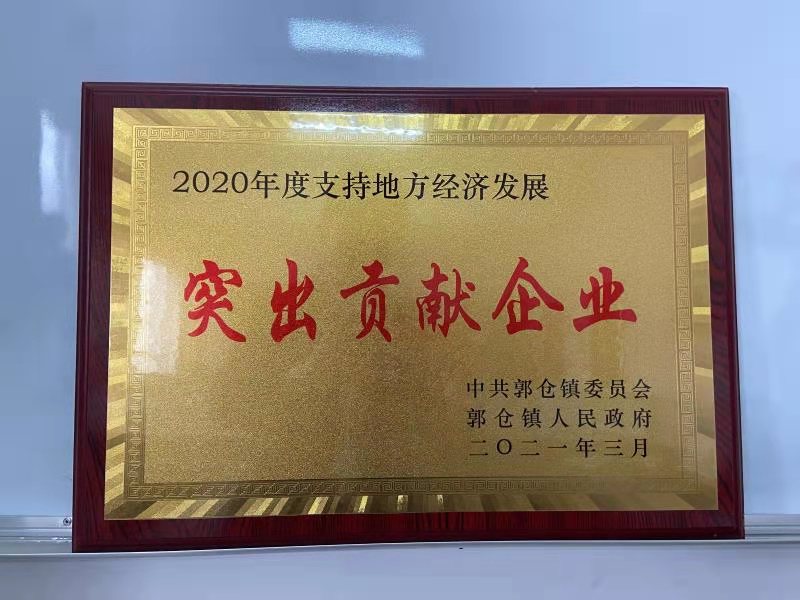 2020年度支持地方经济发展
突出贡献企业
中共郭仓镇委员会
郭仓镇人民政府
二〇二一年三月